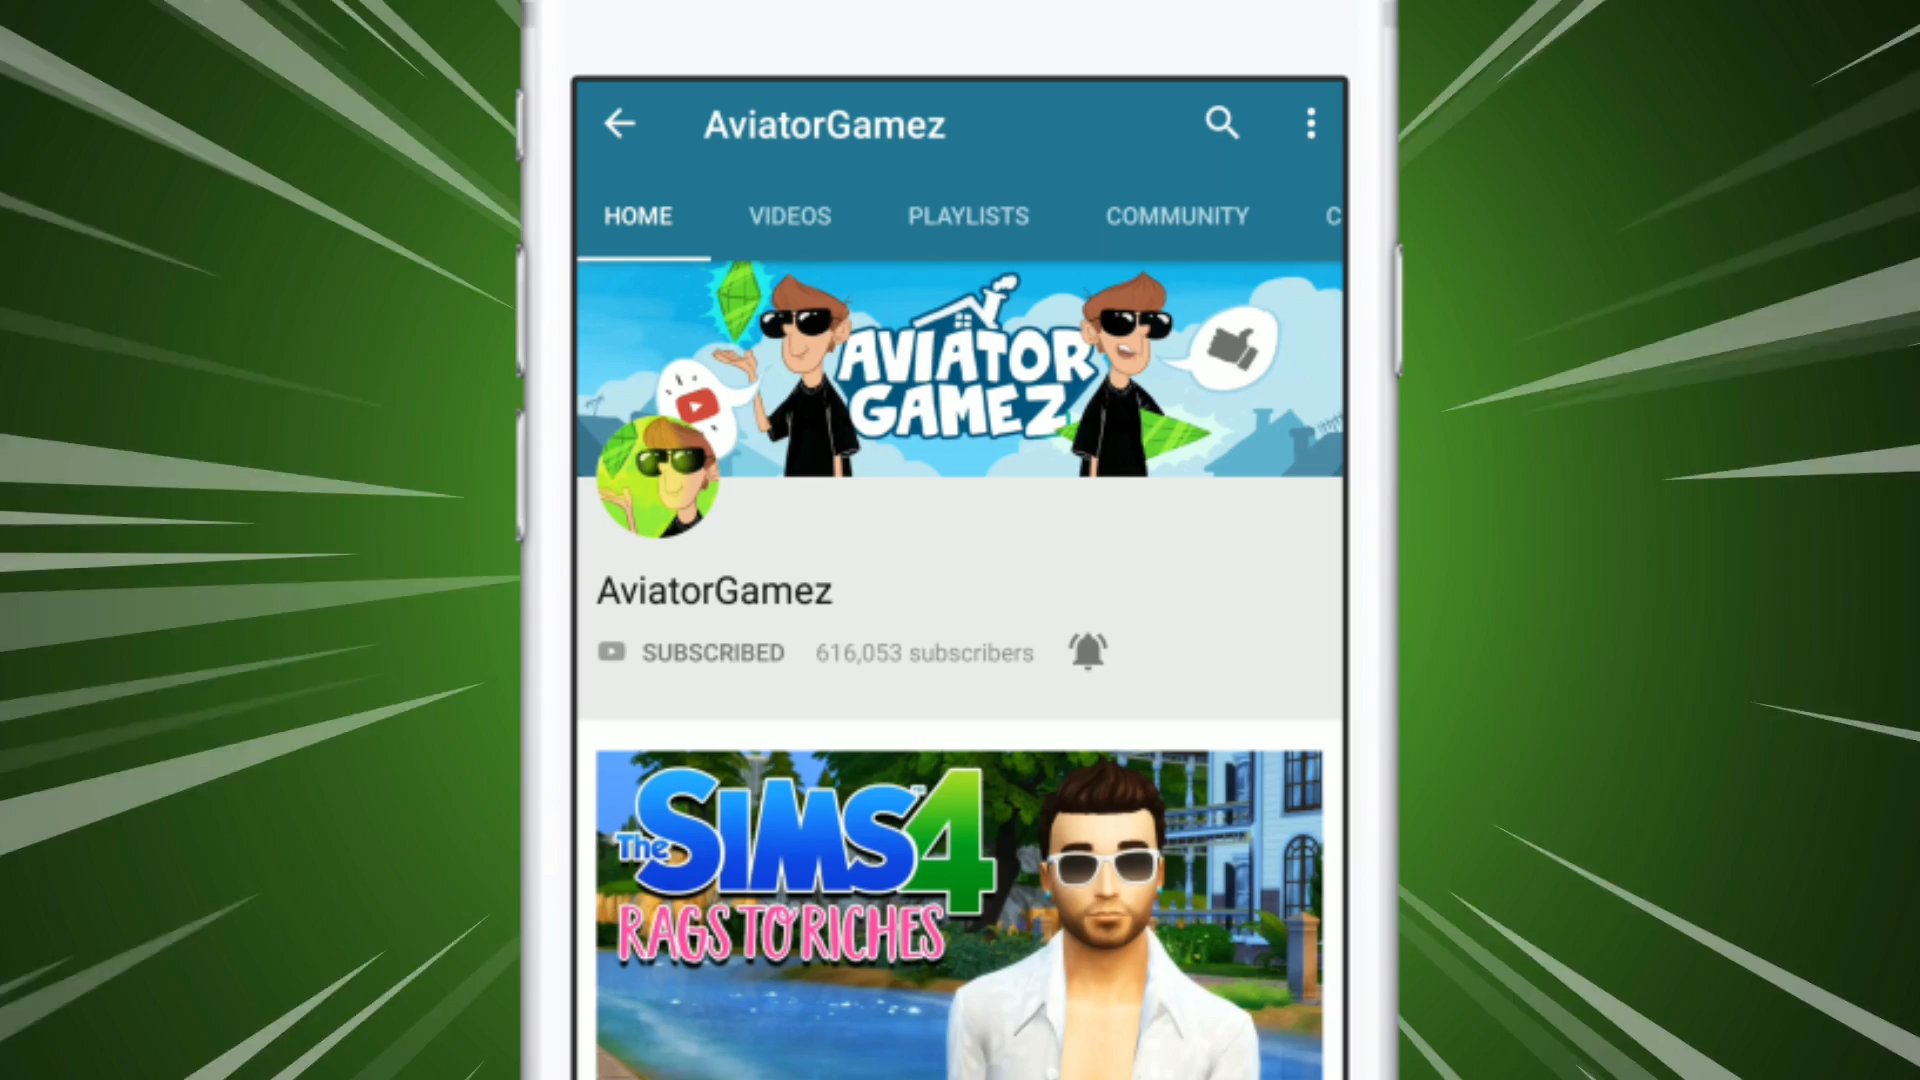 AviatorGamez
HOME VIDEOS PLAYLISTS COMMUNITY C
AVIATOR
GAMEZ
AviatorGamez
SUBSCRIBED 616,053 subscribers
The SIMS 4
RAGS TO RICHES